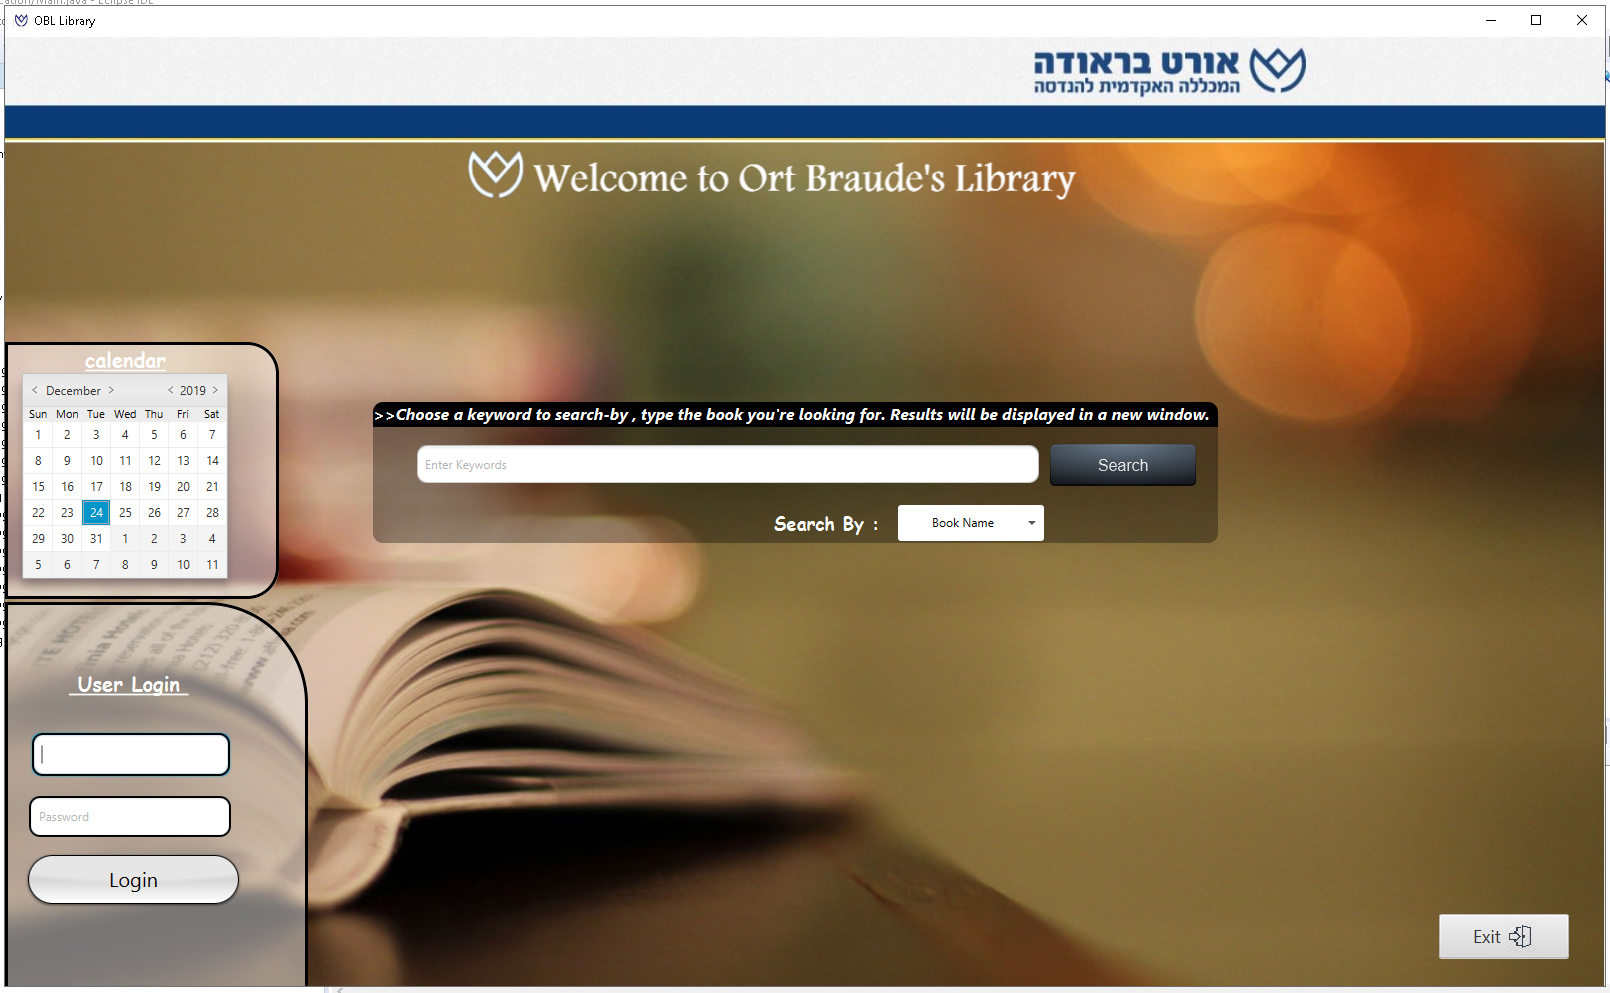 OBL Library
אורט בראודה
המכללה האקדמית להנדסה
Welcome to Ort Braude's Library
calendar
< December > < 2019 >
Sun Mon Tue Wed Thu Fri Sat
1 2 3 4 5 6 7
8 9 10 11 12 13 14
15 16 17 18 19 20 21
22 23 24 25 26 27 28
29 30 31 1 2 3 4
5 6 7 8 9 10 11
>>Choose a keyword to search-by , type the book you're looking for. Results will be displayed in a new window.
Enter Keywords
Search
Search By :
Book Name
User Login
Password
Login
Exit